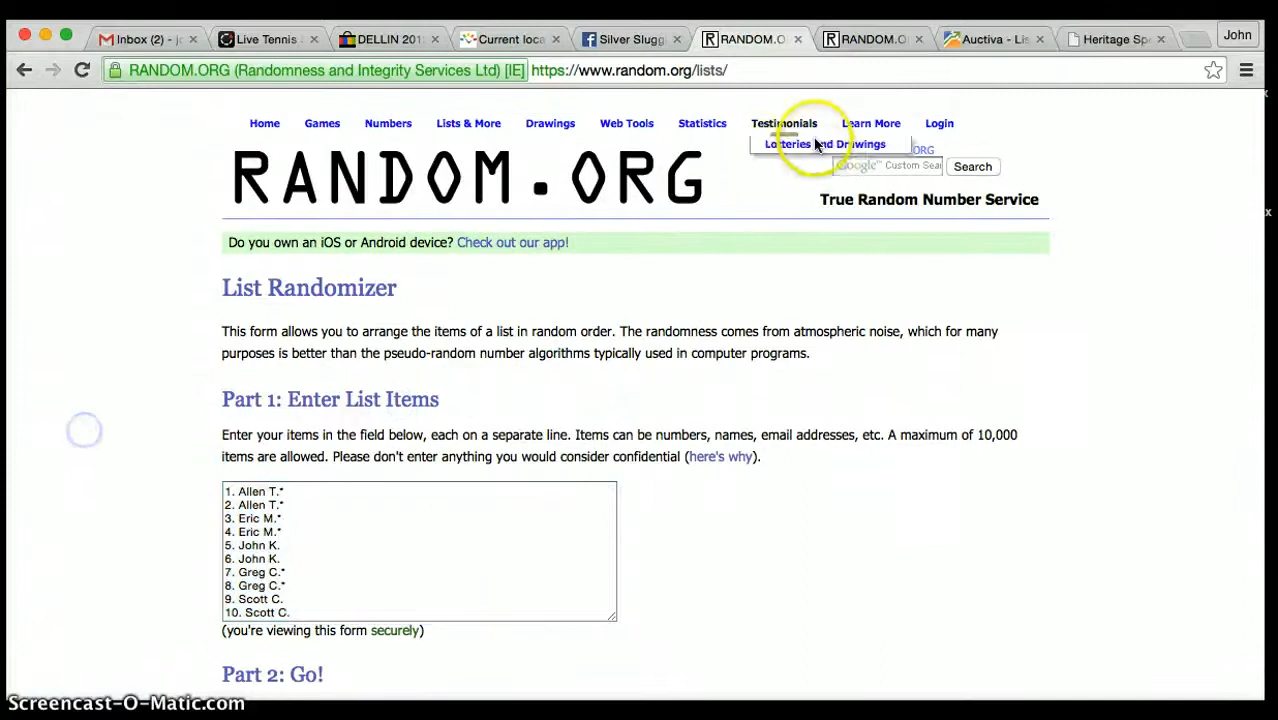 Inbox (2) - jo
Live Tennis S
DELLIN 201
Current loca
Silver Slugg
RANDOM.O
RANDOM.O
Auctiva - Lis
Heritage Spo
John
RANDOM.ORG (Randomness and Integrity Services Ltd) [IE] https://www.random.org/lists/
Home Games Numbers Lists & More Drawings Web Tools Statistics Testimonials Learn More Login
Lotteries and Drawings
ORG
RANDOM.ORG
Google™ Custom Sear Search
True Random Number Service
Do you own an iOS or Android device? Check out our app!
List Randomizer
This form allows you to arrange the items of a list in random order. The randomness comes from atmospheric noise, which for many
purposes is better than the pseudo-random number algorithms typically used in computer programs.
Part 1: Enter List Items
Enter your items in the field below, each on a separate line. Items can be numbers, names, email addresses, etc. A maximum of 10,000
items are allowed. Please don't enter anything you would consider confidential (here's why).
1. Allen T.*
2. Allen T.*
3. Eric M.*
4. Eric M.*
5. John K.
6. John K.
7. Greg C.*
8. Greg C.*
9. Scott C.
10. Scott C.
(you're viewing this form securely)
Part 2: Go!
Screencast-O-Matic.com